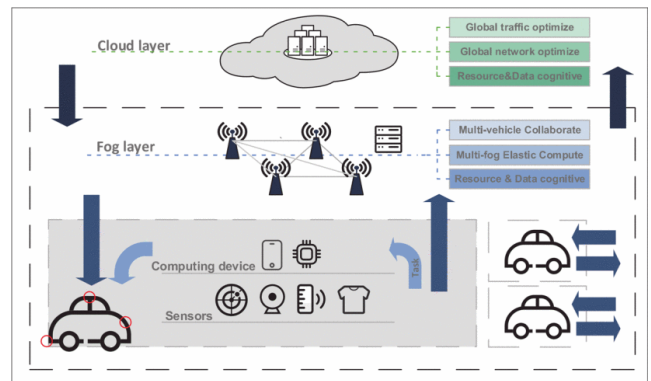 Cloud layer
Global traffic optimize
Global network optimize
Resource&Data cognitive
Fog layer
Multi-vehicle Collaborate
Multi-fog Elastic Compute
Resource & Data cognitive
Computing device
Task
Sensors